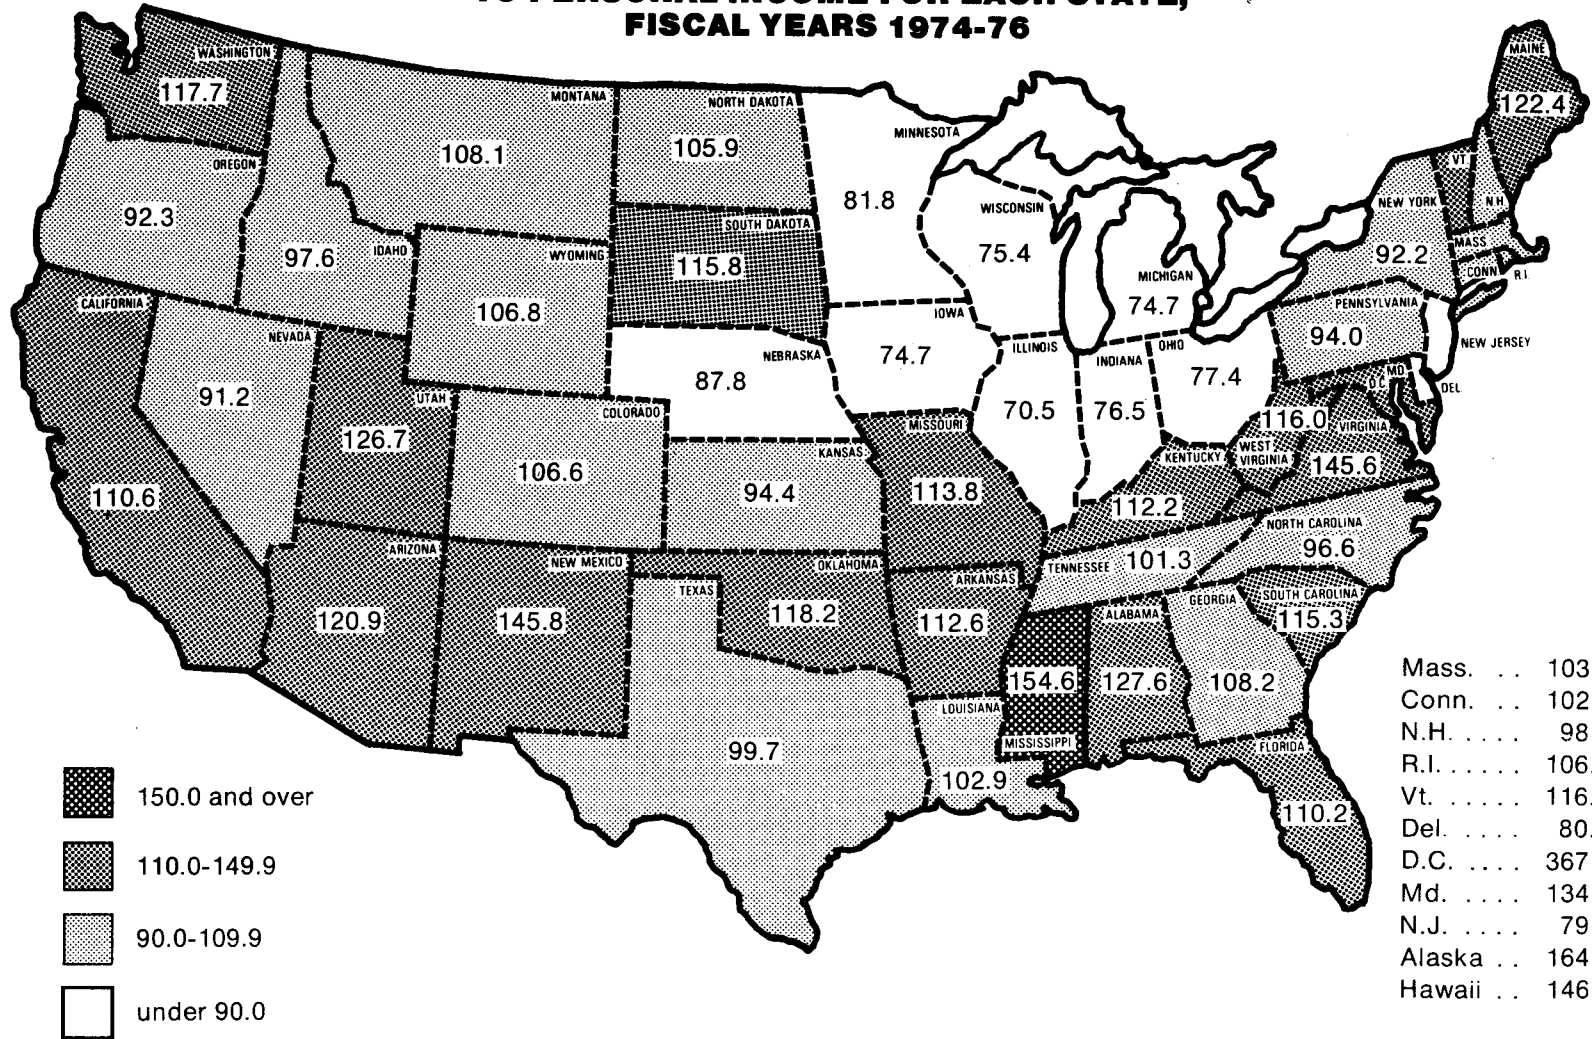 FISCAL YEARS 1974-76
WASHINGTON
117.7
OREGON
92.3
CALIFORNIA
110.6
NEVADA
91.2
IDAHO
97.6
MONTANA
108.1
WYOMING
106.8
UTAH
126.7
COLORADO
106.6
ARIZONA
120.9
NEW MEXICO
145.8
NORTH DAKOTA
105.9
SOUTH DAKOTA
115.8
NEBRASKA
87.8
KANSAS
94.4
OKLAHOMA
118.2
TEXAS
99.7
MINNESOTA
81.8
IOWA
74.7
MISSOURI
113.8
ARKANSAS
112.6
LOUISIANA
102.9
WISCONSIN
75.4
ILLINOIS
70.5
MICHIGAN
74.7
INDIANA
76.5
OHIO
77.4
KENTUCKY
112.2
TENNESSEE
101.3
MISSISSIPPI
154.6
ALABAMA
127.6
GEORGIA
108.2
FLORIDA
110.2
SOUTH CAROLINA
115.3
NORTH CAROLINA
96.6
VIRGINIA
145.6
WEST
VIRGINIA
116.0
D.C.
MD.
DEL.
PENNSYLVANIA
94.0
NEW JERSEY
NEW YORK
92.2
CONN.
R.I.
MASS.
VT.
N.H.
MAINE
122.4
Mass. . . 103
Conn. . . 102
N.H. . . . . 98
R.I. . . . . . 106.
Vt. . . . . . 116.
Del. . . . . 80.
D.C. . . . . 367
Md. . . . . 134
N.J. . . . . 79
Alaska . . 164
Hawaii . . 146
150.0 and over
110.0-149.9
90.0-109.9
under 90.0